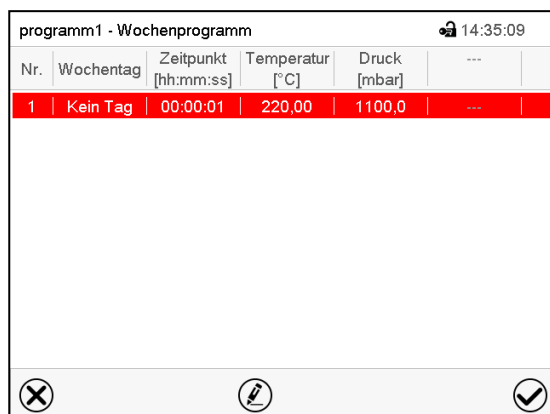 programm1 - Wochenprogramm 14:35:09
Nr. Wochentag Zeitpunkt [hh:mm:ss] Temperatur [°C] Druck [mbar] ---
1 Kein Tag 00:00:01 220,00 1100,0 ---